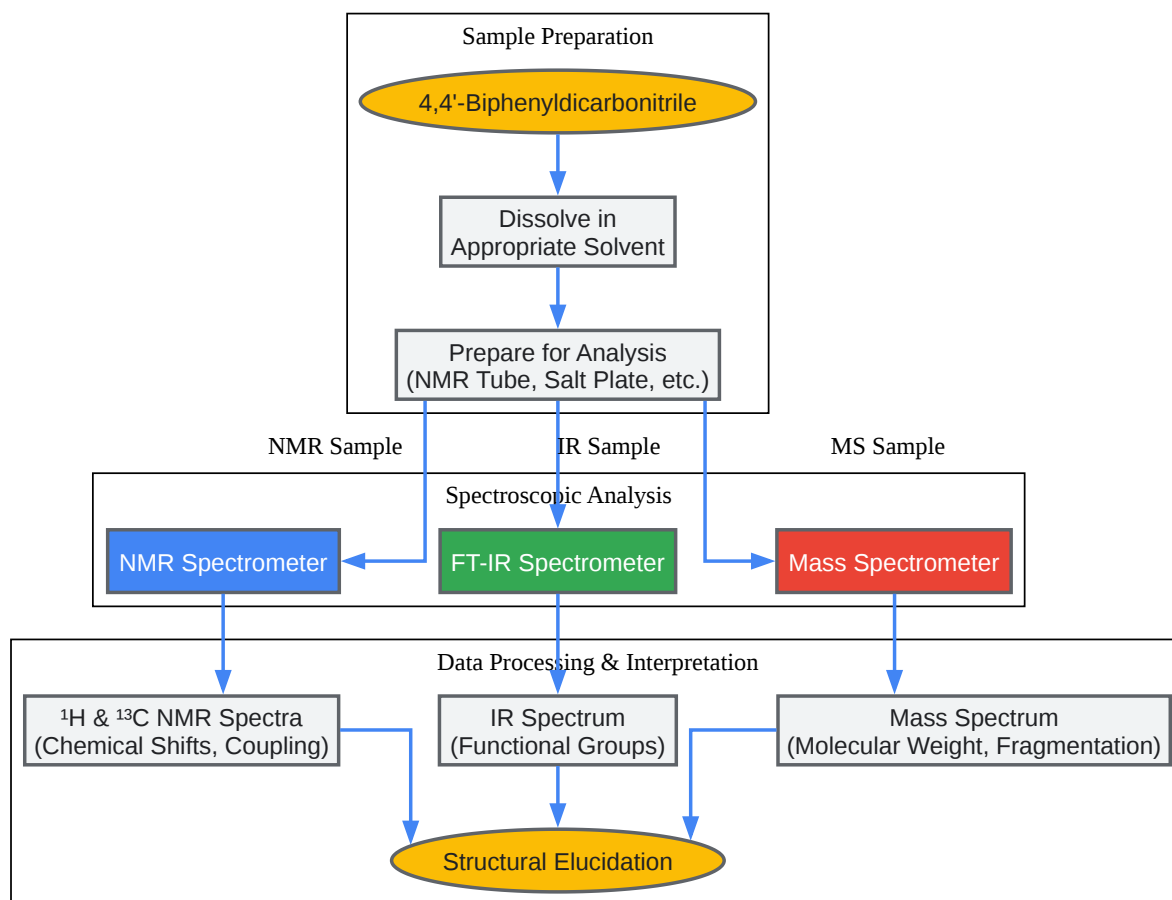 Sample Preparation
4,4'-Biphenyldicarbonitrile
Dissolve in
Appropriate Solvent
Prepare for Analysis
(NMR Tube, Salt Plate, etc.)
NMR Sample
IR Sample
MS Sample
Spectroscopic Analysis
NMR Spectrometer
FT-IR Spectrometer
Mass Spectrometer
Data Processing & Interpretation
¹H & ¹³C NMR Spectra
(Chemical Shifts, Coupling)
IR Spectrum
(Functional Groups)
Mass Spectrum
(Molecular Weight, Fragmentation)
Structural Elucidation